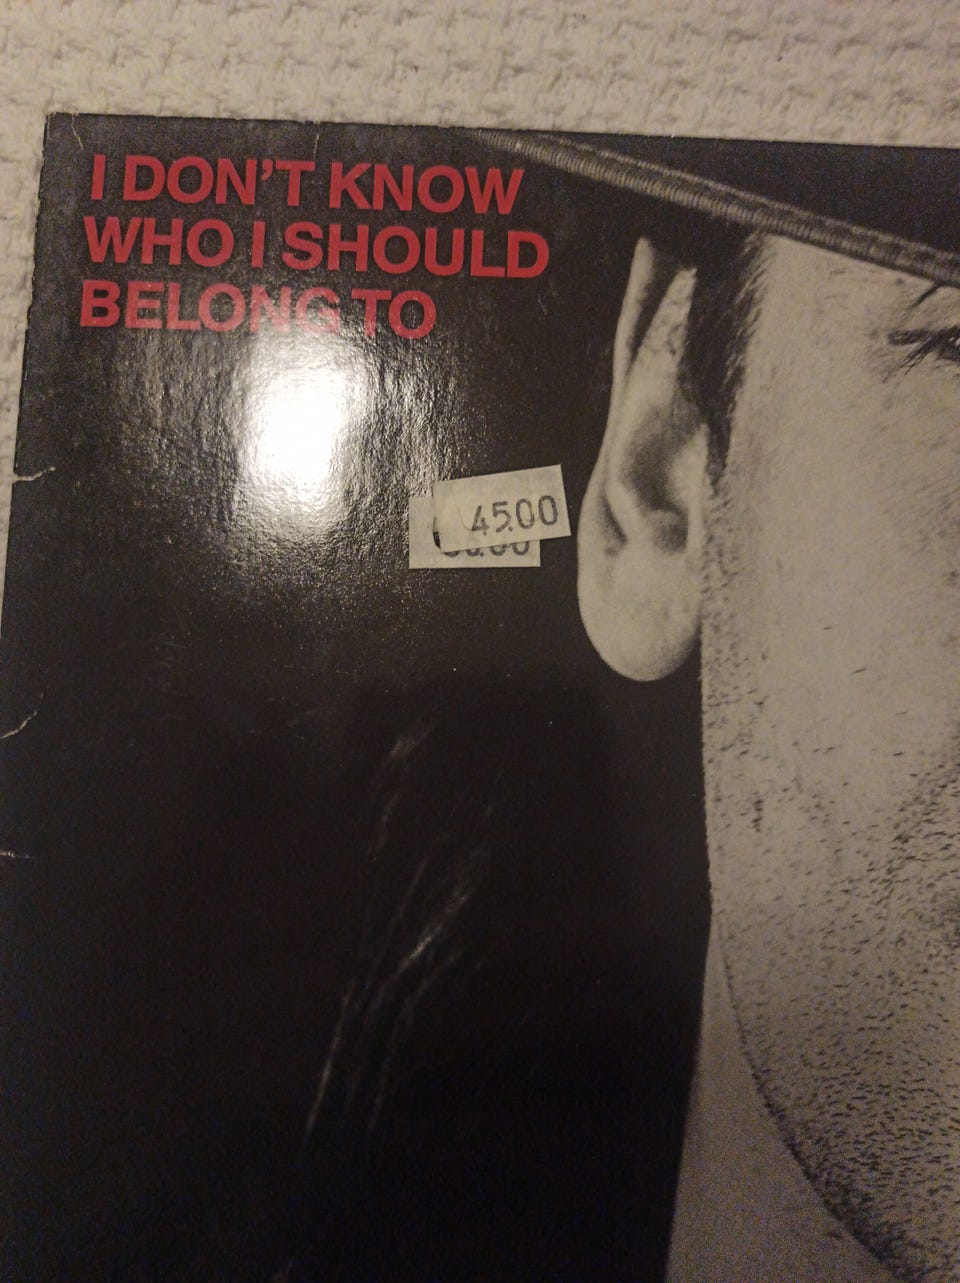 I DON'T KNOW
WHO I SHOULD
BELONG TO
45.00